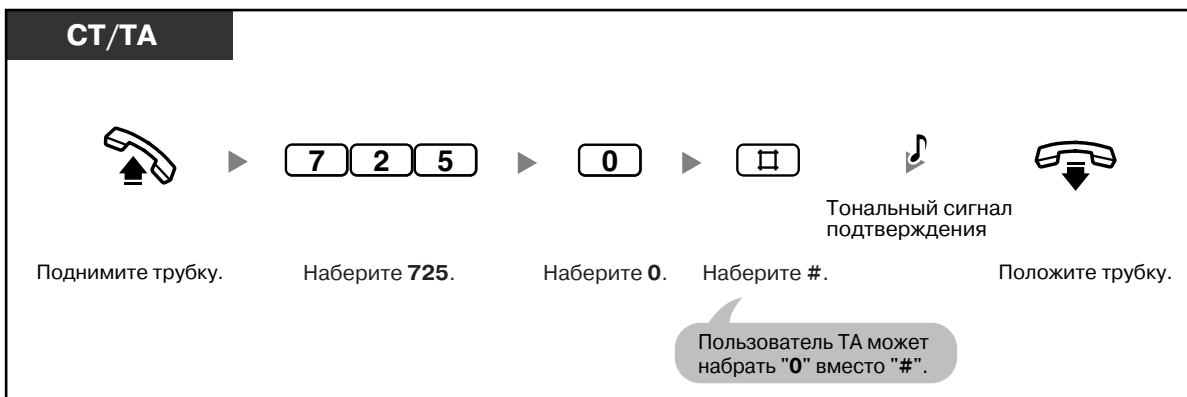 СТ/ТА
7 2 5 0 #
Тональный сигнал
подтверждения
Поднимите трубку. Наберите 725. Наберите 0. Наберите #. Положите трубку.
Пользователь ТА может
набрать "0" вместо "#".